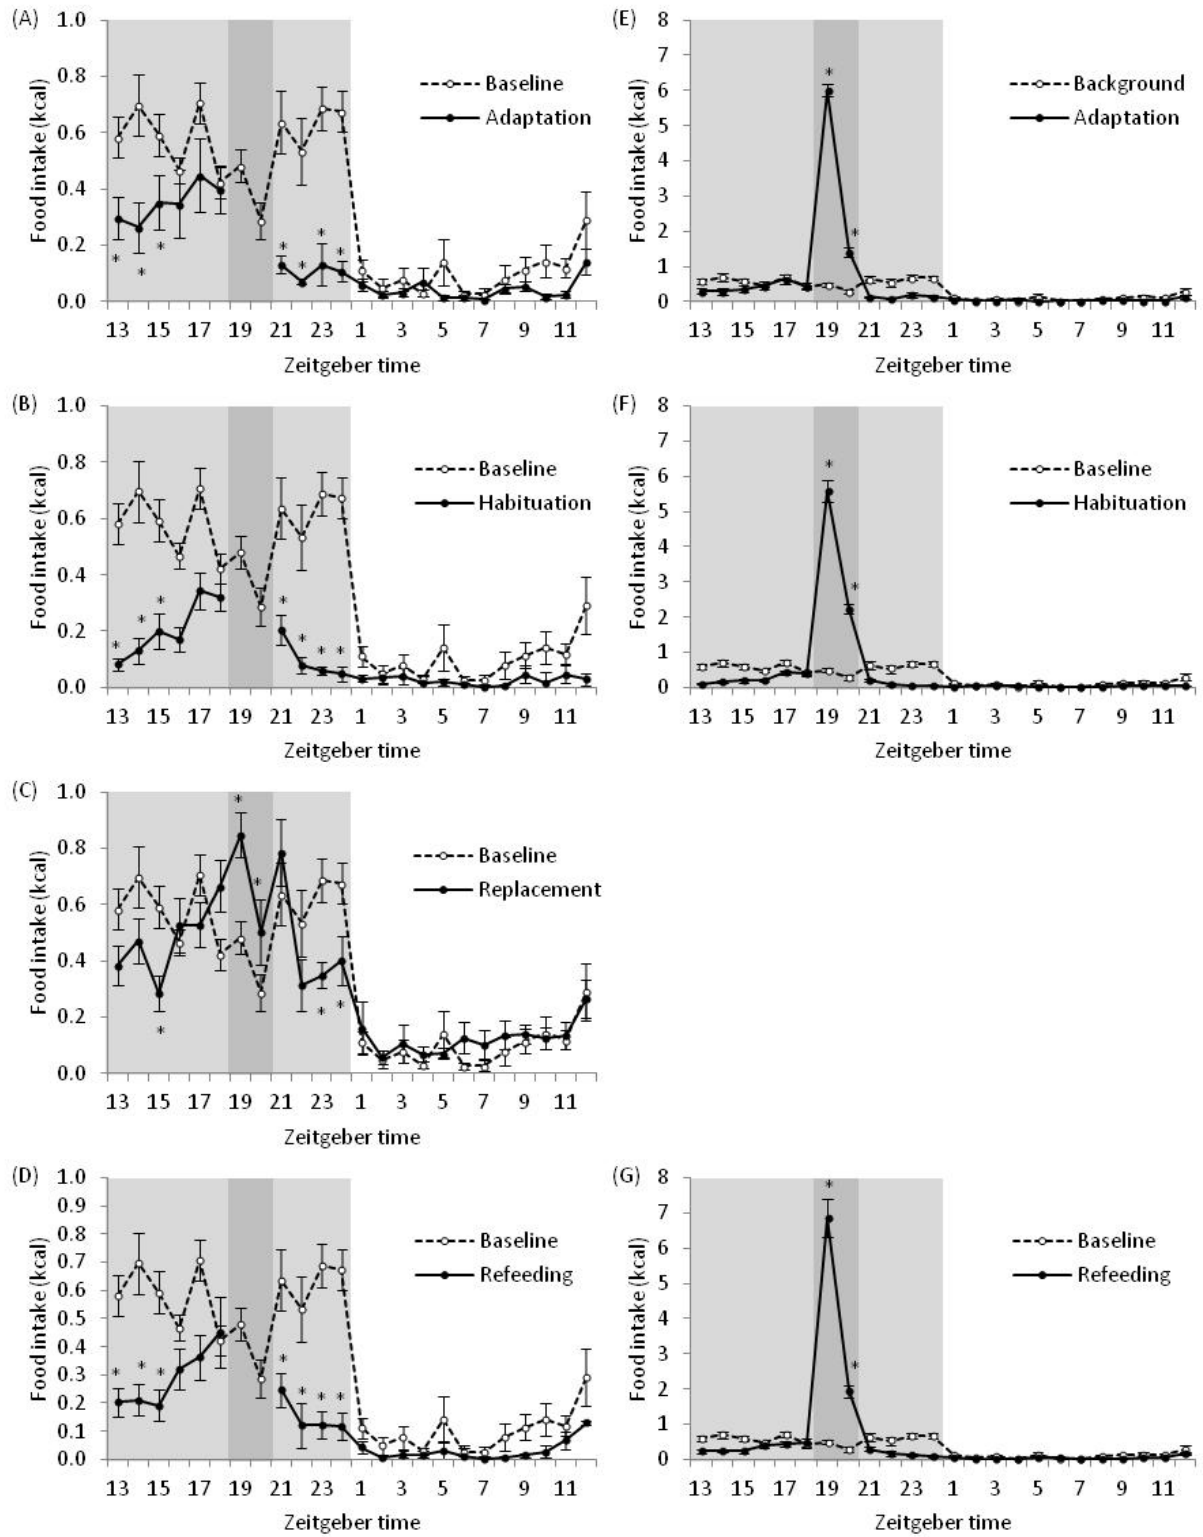 (A)
1.0
0.8
0.6
0.4
0.2
0.0
Food intake (kcal)
Baseline
Adaptation
*
*
*
*
*
*
*
13 15 17 19 21 23 1 3 5 7 9 11
Zeitgeber time
(E)
8
7
6
5
4
3
2
1
0
Food intake (kcal)
Background
Adaptation
*
*
13 15 17 19 21 23 1 3 5 7 9 11
Zeitgeber time
(B)
1.0
0.8
0.6
0.4
0.2
0.0
Food intake (kcal)
Baseline
Habituation
*
*
*
*
*
*
*
13 15 17 19 21 23 1 3 5 7 9 11
Zeitgeber time
(F)
8
7
6
5
4
3
2
1
0
Food intake (kcal)
Baseline
Habituation
*
*
13 15 17 19 21 23 1 3 5 7 9 11
Zeitgeber time
(C)
1.0
0.8
0.6
0.4
0.2
0.0
Food intake (kcal)
Baseline
Replacement
*
*
*
*
*
13 15 17 19 21 23 1 3 5 7 9 11
Zeitgeber time
(D)
1.0
0.9
0.8
0.7
0.6
0.5
0.4
0.3
0.2
0.1
0.0
Food intake (kcal)
Baseline
Refeeding
*
*
*
*
*
*
*
13 15 17 19 21 23 1 3 5 7 9 11
Zeitgeber time
(G)
8
7
6
5
4
3
2
1
0
Food intake (kcal)
Baseline
Refeeding
*
*
13 15 17 19 21 23 1 3 5 7 9 11
Zeitgeber time